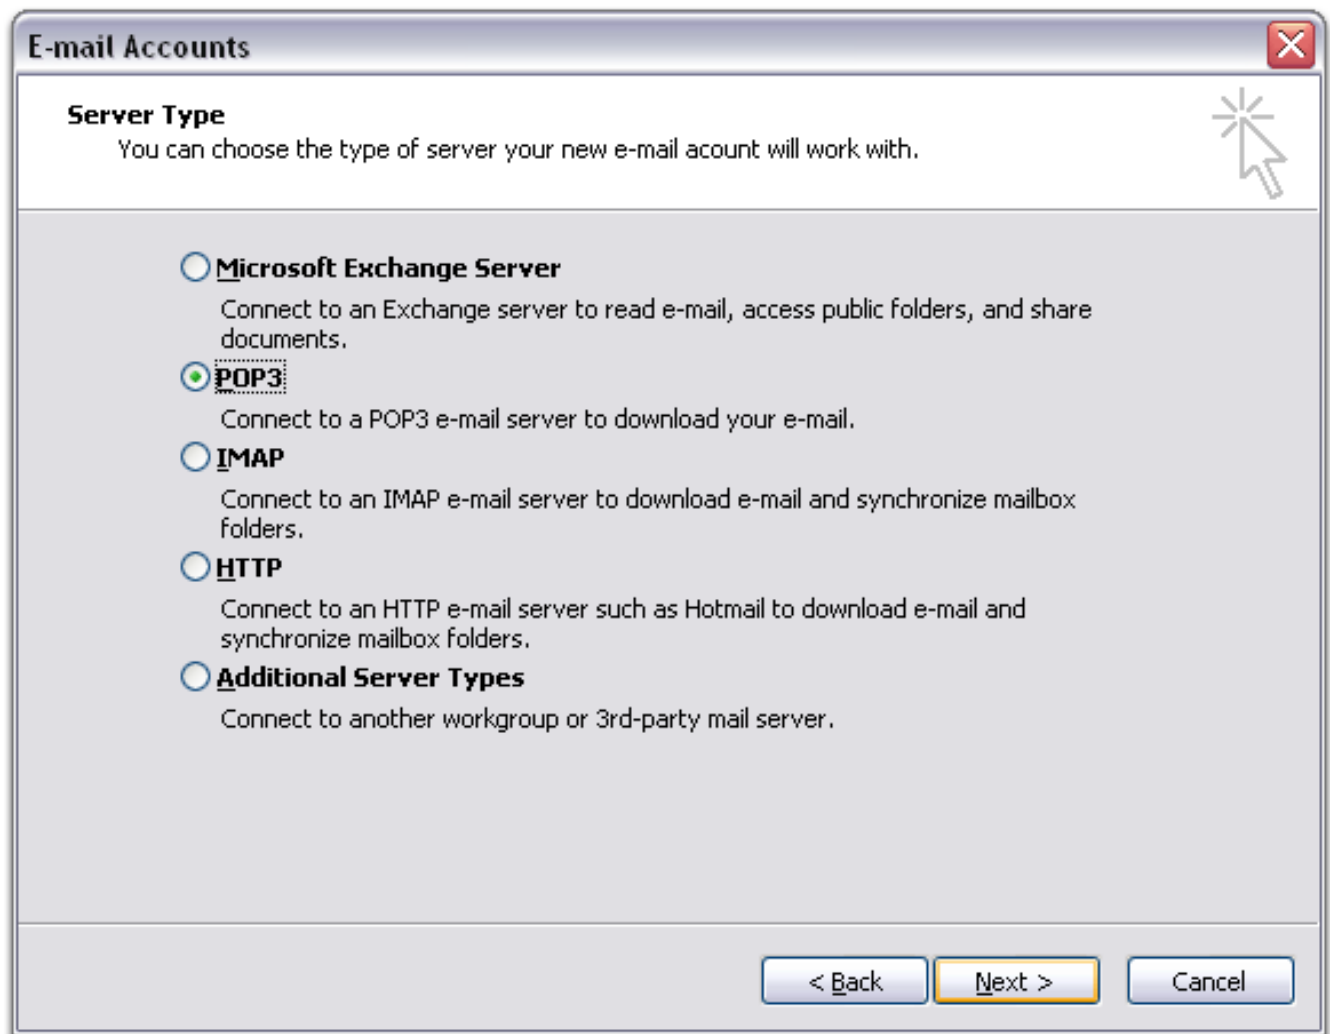 E-mail Accounts
Server Type
You can choose the type of server your new e-mail acount will work with.
Microsoft Exchange Server
Connect to an Exchange server to read e-mail, access public folders, and share
documents.
POP3
Connect to a POP3 e-mail server to download your e-mail.
IMAP
Connect to an IMAP e-mail server to download e-mail and synchronize mailbox
folders.
HTTP
Connect to an HTTP e-mail server such as Hotmail to download e-mail and
synchronize mailbox folders.
Additional Server Types
Connect to another workgroup or 3rd-party mail server.
< Back Next > Cancel